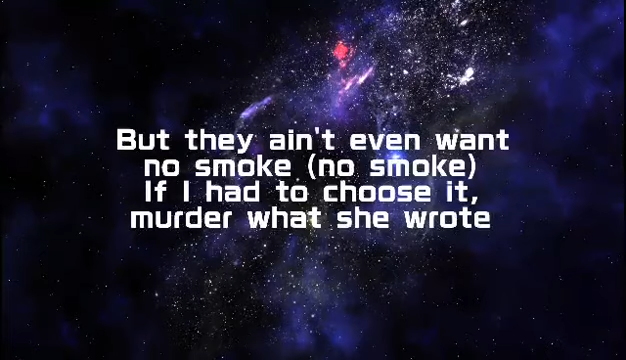 But they ain't even want
no smoke (no smoke)
If I had to choose it,
murder what she wrote